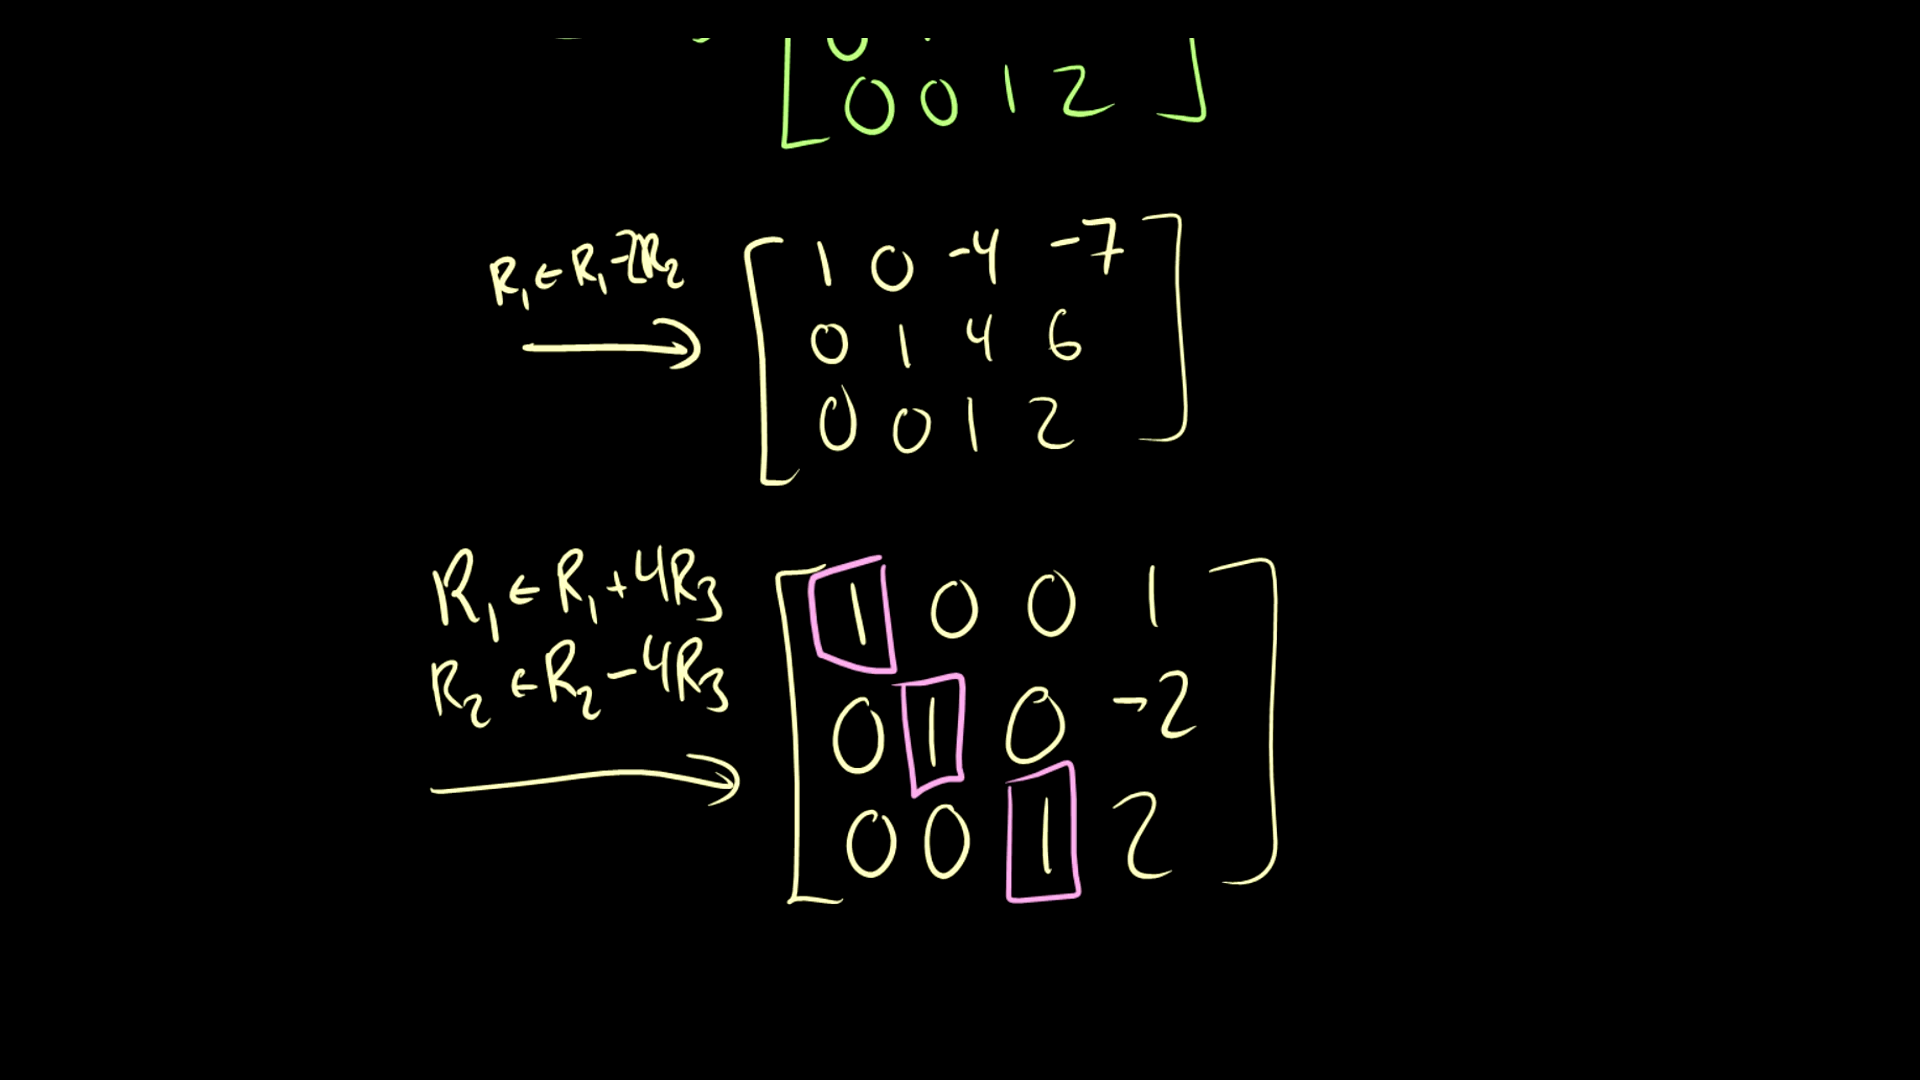 0 0 1 2
R₁ ← R₁ - 2R₂
1 0 -4 -7
0 1 4 6
0 0 1 2
R₁ ← R₁ + 4R₃
R₂ ← R₂ - 4R₃
1 0 0 1
0 1 0 -2
0 0 1 2